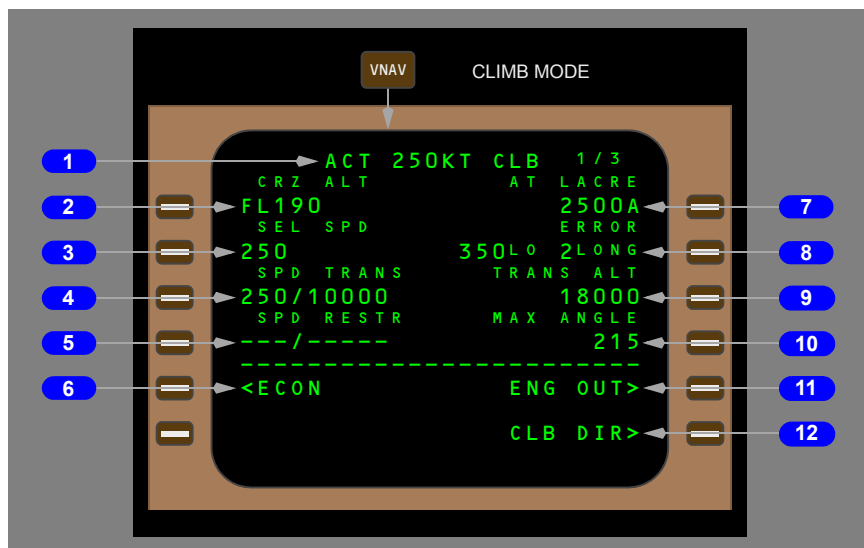 VNAV CLIMB MODE
1 ACT 250KT CLB 1/3
CRZ ALT AT LACRE
2 FL190 2500A 7
SEL SPD ERROR
3 250 350LO 2LONG 8
SPD TRANS TRANS ALT
4 250/10000 18000 9
SPD RESTR MAX ANGLE
5 ---/----- 215 10
------------------------
6 <ECON ENG OUT> 11
CLB DIR> 12